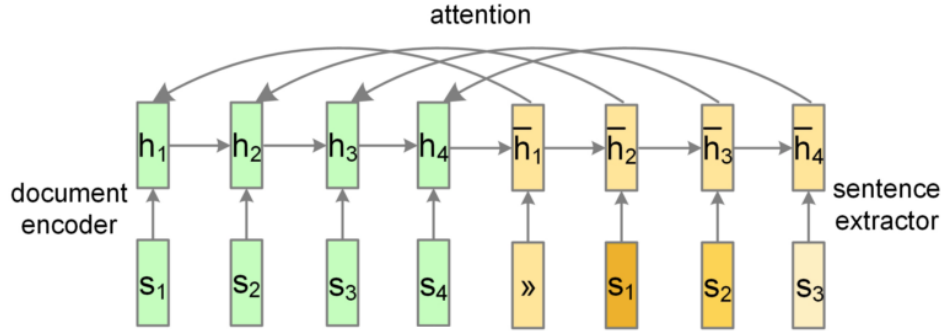 attention
h₁ h₂ h₃ h₄ h̄₁ h̄₂ h̄₃ h̄₄
document
encoder
sentence
extractor
s₁ s₂ s₃ s₄ » s₁ s₂ s₃